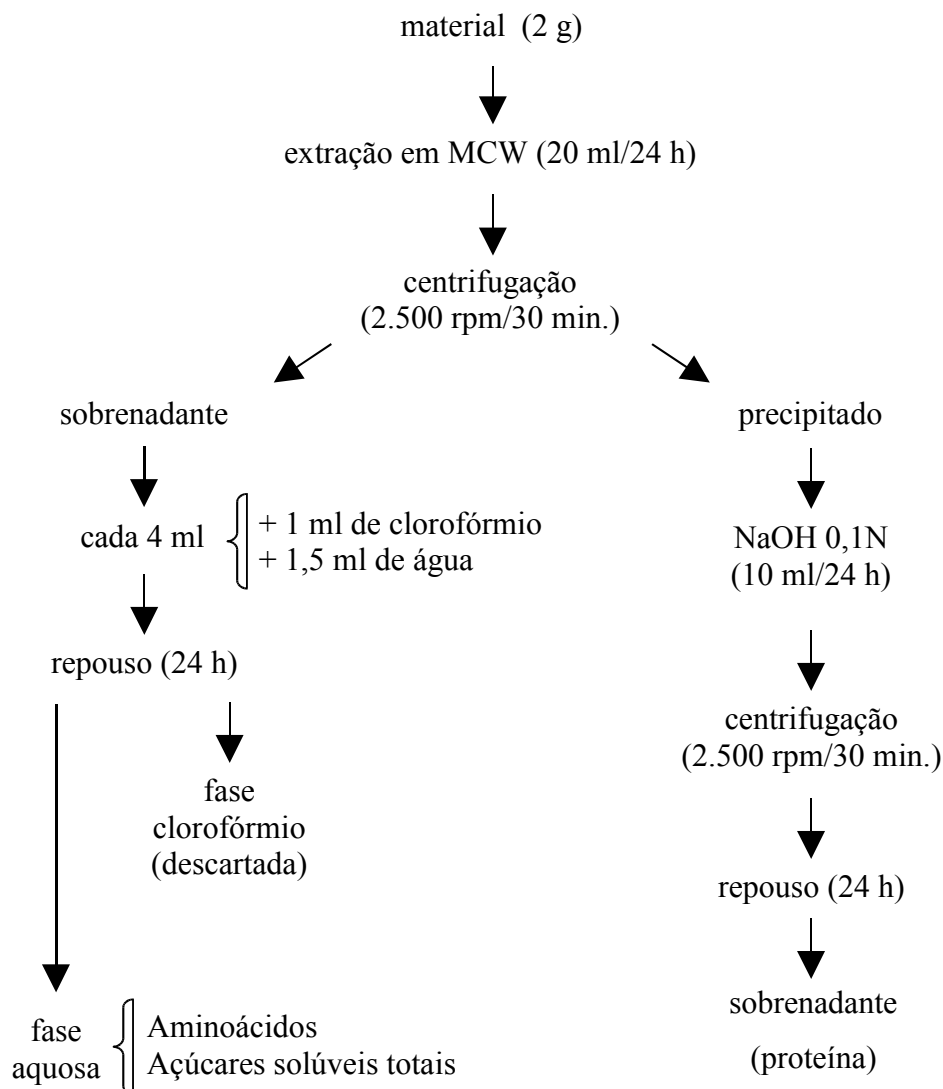 material (2 g)
extração em MCW (20 ml/24 h)
centrifugação
(2.500 rpm/30 min.)
sobrenadante
cada 4 ml
+ 1 ml de clorofórmio
+ 1,5 ml de água
repouso (24 h)
fase
clorofórmio
(descartada)
fase
aquosa
Aminoácidos
Açúcares solúveis totais
precipitado
NaOH 0,1N
(10 ml/24 h)
centrifugação
(2.500 rpm/30 min.)
repouso (24 h)
sobrenadante
(proteína)